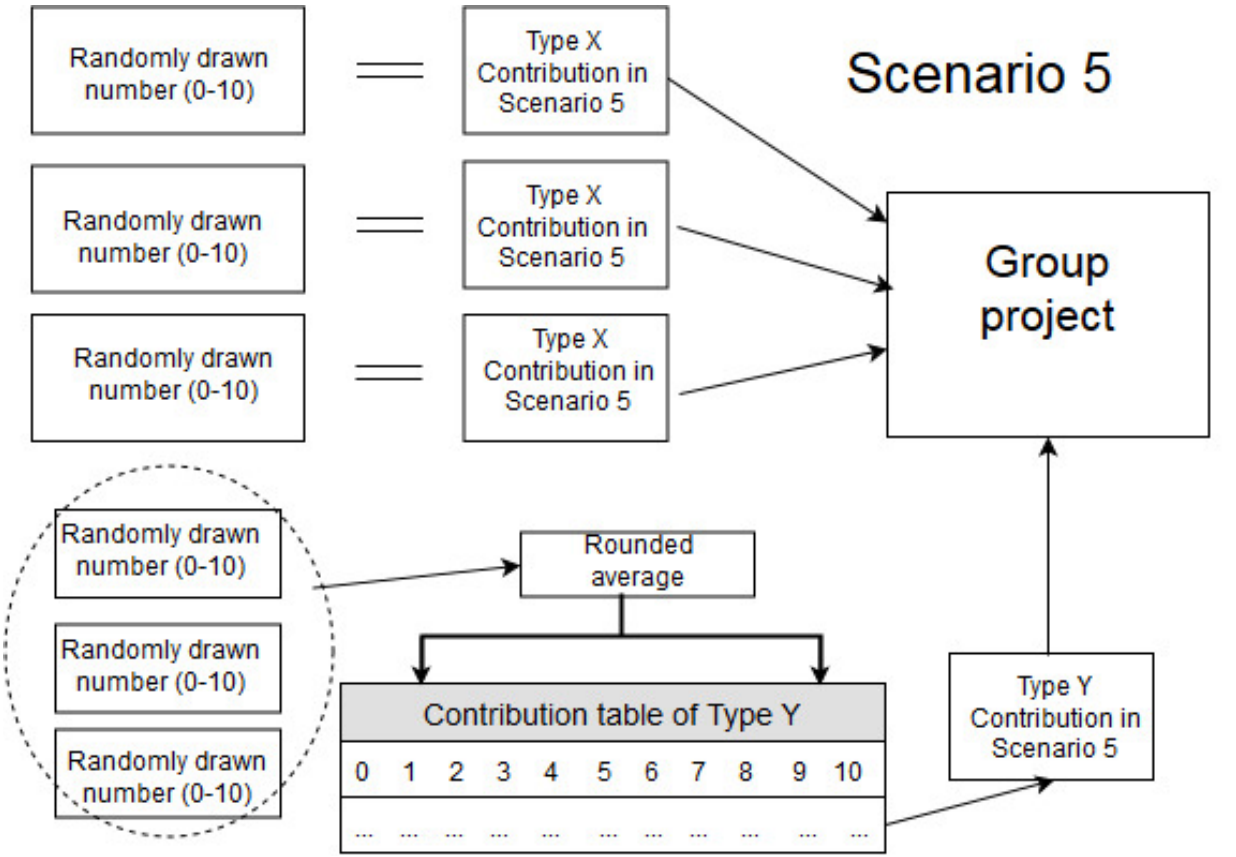 Scenario 5
Randomly drawn
number (0-10)
Type X
Contribution in
Scenario 5
Randomly drawn
number (0-10)
Type X
Contribution in
Scenario 5
Randomly drawn
number (0-10)
Type X
Contribution in
Scenario 5
Group
project
Randomly drawn
number (0-10)
Randomly drawn
number (0-10)
Randomly drawn
number (0-10)
Rounded
average
Contribution table of Type Y
0 1 2 3 4 5 6 7 8 9 10
... ... ... ... ... ... ... ... ... ... ...
Type Y
Contribution in
Scenario 5